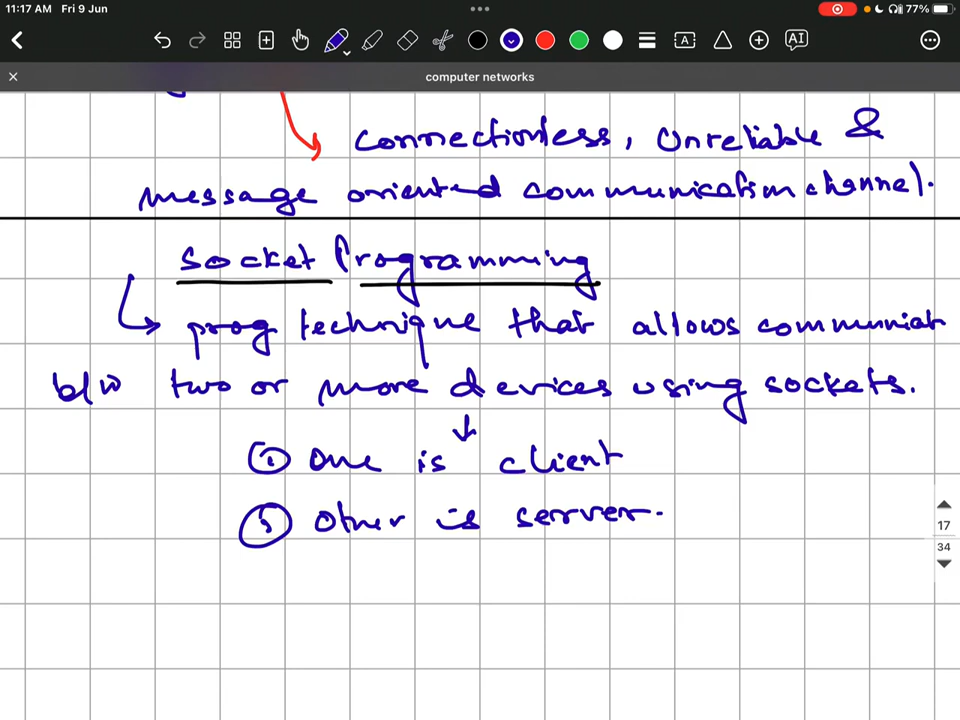 11:17 AM Fri 9 Jun
77%
AI
computer networks
connectionless, unreliable &
message oriented communication channel.
Socket Programming
prog technique that allows communicat
b/w two or more devices using sockets.
① one is client
other is server.
17
34